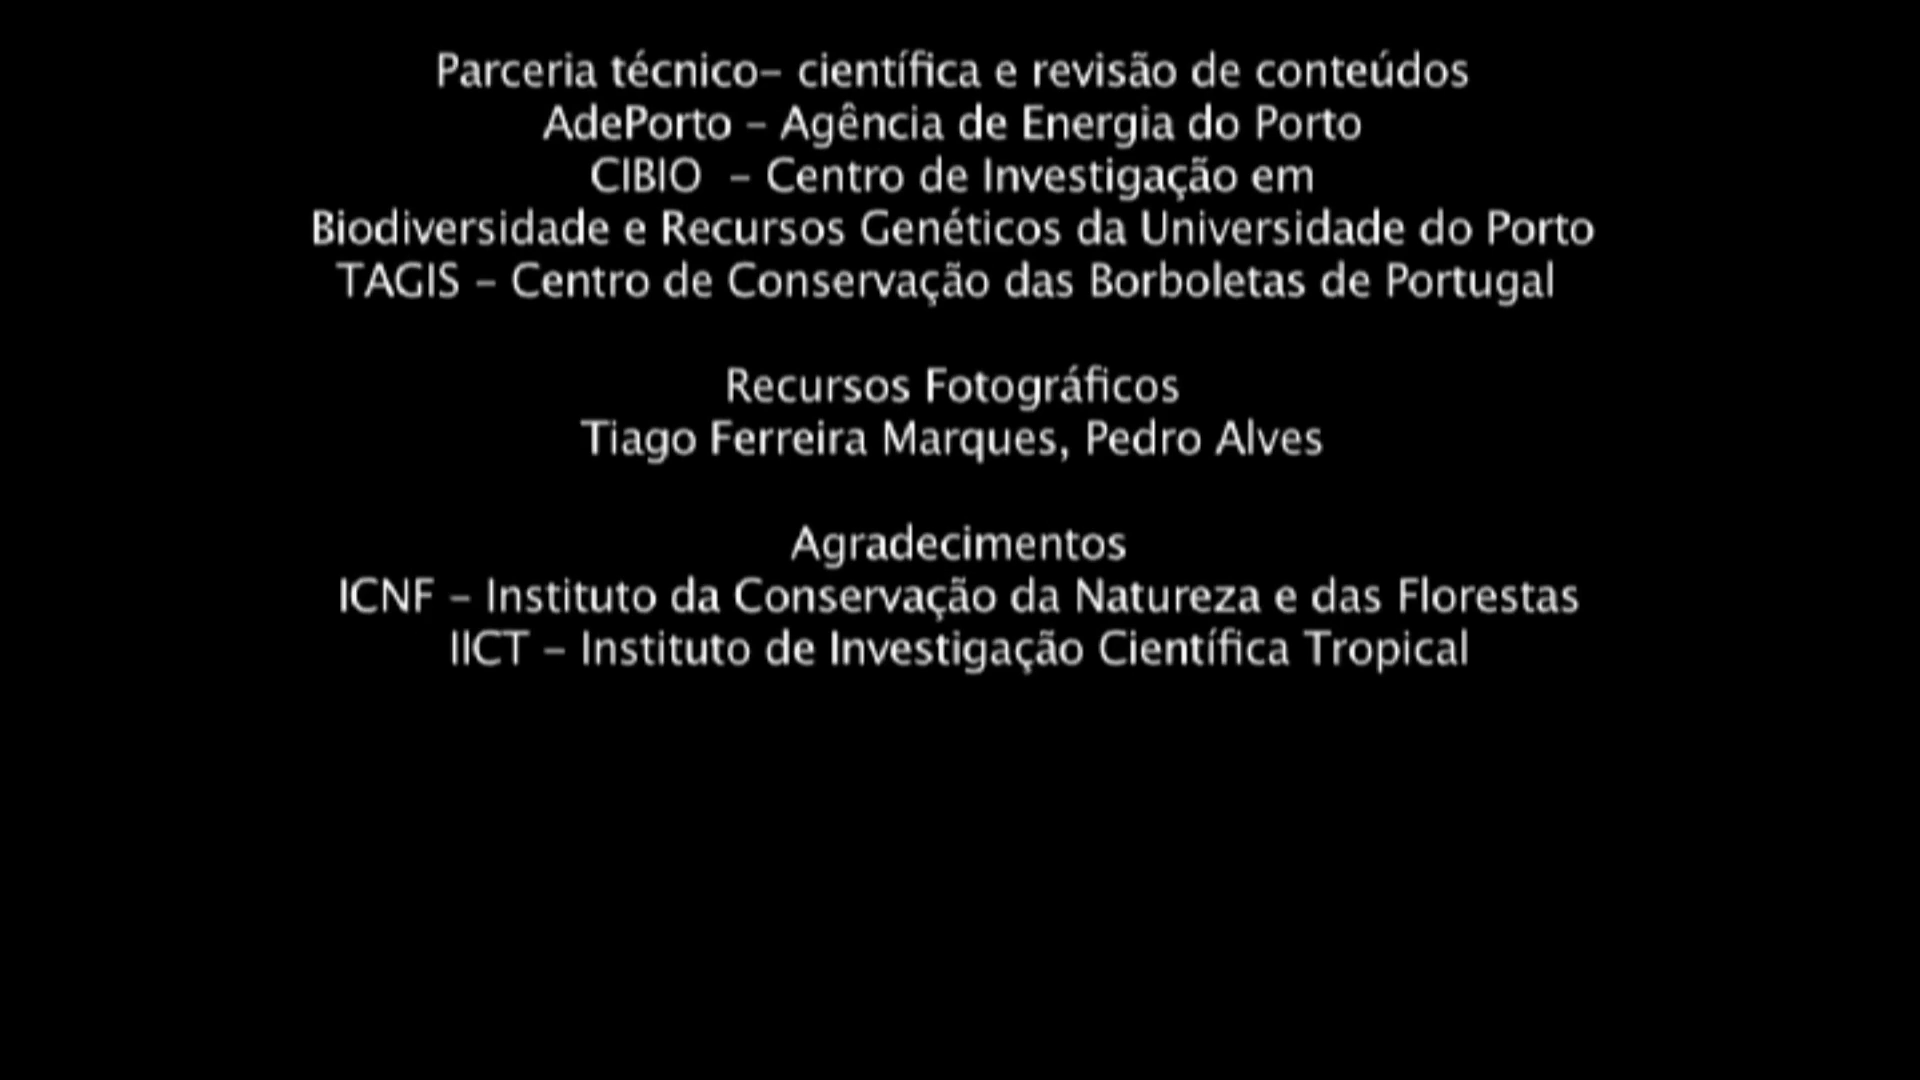 Parceria técnico– científica e revisão de conteúdos
AdePorto – Agência de Energia do Porto
CIBIO  – Centro de Investigação em
Biodiversidade e Recursos Genéticos da Universidade do Porto
TAGIS – Centro de Conservação das Borboletas de Portugal
Recursos Fotográficos
Tiago Ferreira Marques, Pedro Alves
Agradecimentos
ICNF – Instituto da Conservação da Natureza e das Florestas
IICT – Instituto de Investigação Científica Tropical